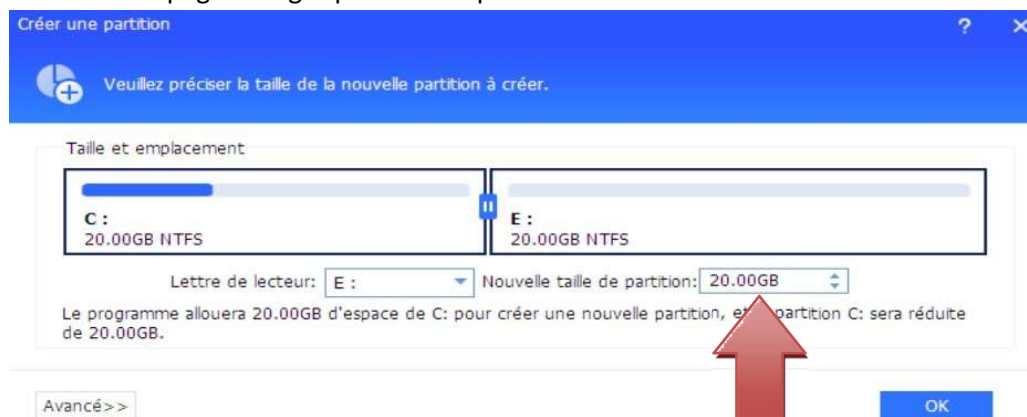 Créer une partition ?
Veuillez préciser la taille de la nouvelle partition à créer.
Taille et emplacement
C :
20.00GB NTFS
E :
20.00GB NTFS
Lettre de lecteur: E : Nouvelle taille de partition: 20.00GB
Le programme allouera 20.00GB d'espace de C: pour créer une nouvelle partition, et partition C: sera réduite
de 20.00GB.
Avancé>> OK